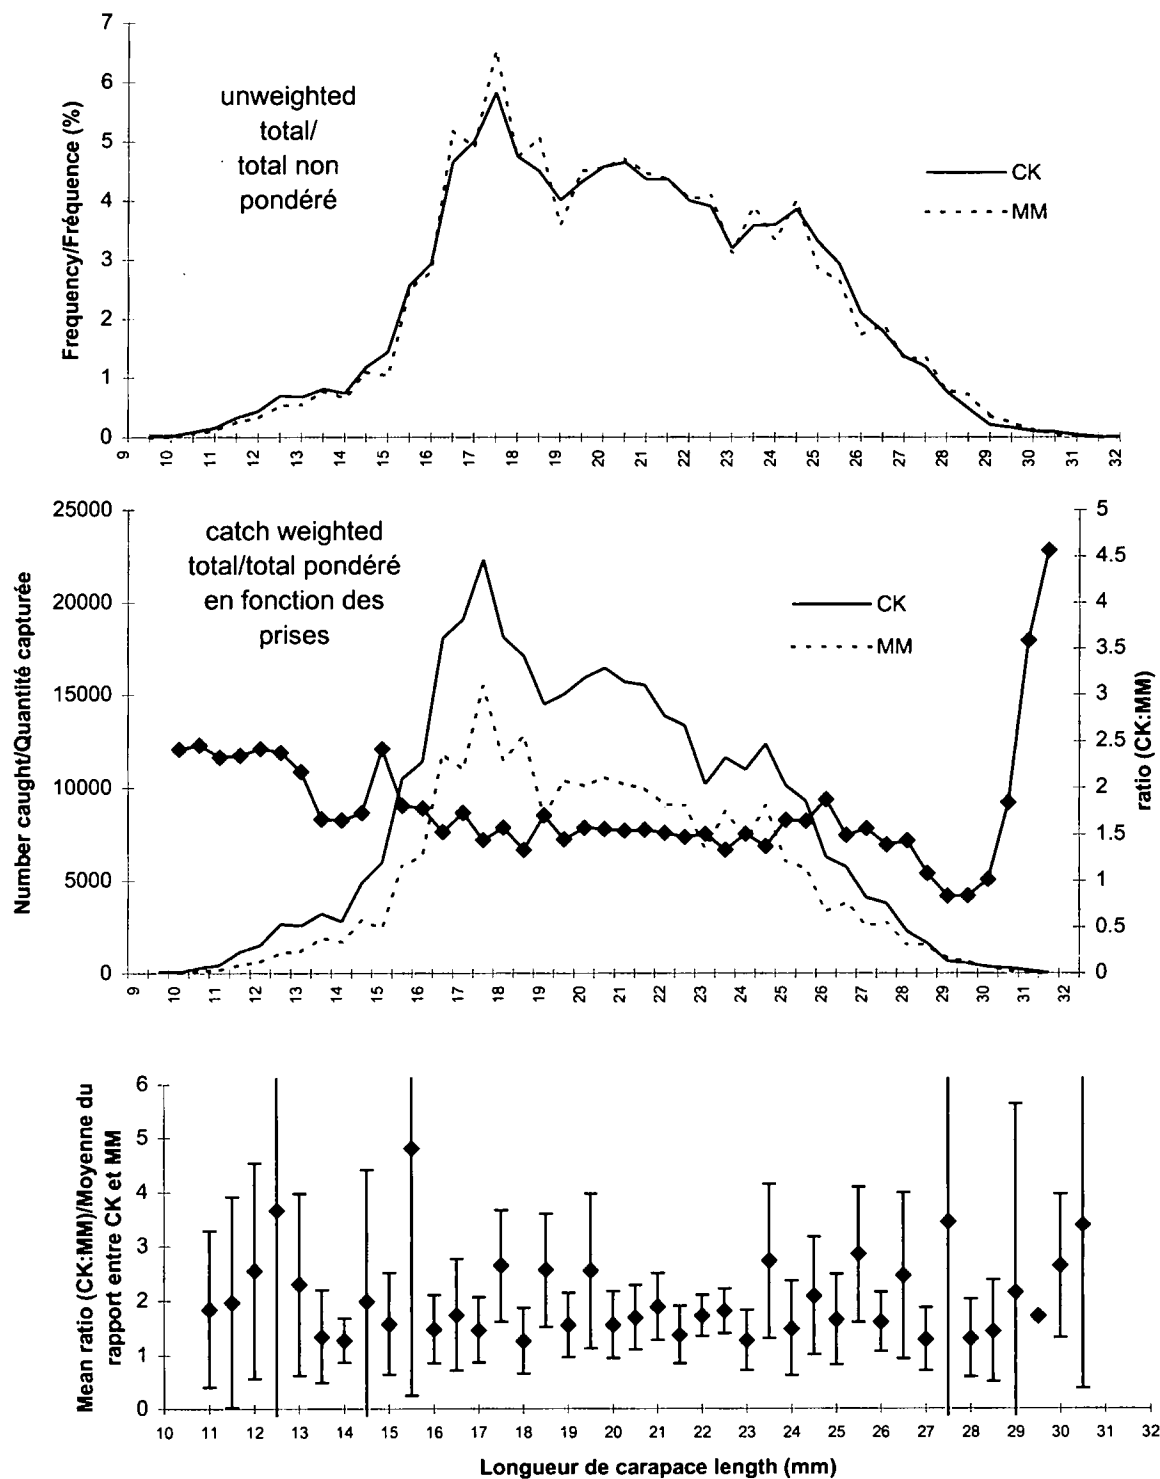 7
6
5
4
3
2
1
0
Frequency/Fréquence (%)
unweighted
total/
total non
pondéré
CK
MM
9 10 11 12 13 14 15 16 17 18 19 20 21 22 23 24 25 26 27 28 29 30 31 32
25000
20000
15000
10000
5000
0
Number caught/Quantité capturée
catch weighted
total/total pondéré
en fonction des
prises
CK
MM
5
4.5
4
3.5
3
2.5
2
1.5
1
0.5
0
ratio (CK:MM)
10 11 12 13 14 15 16 17 18 19 20 21 22 23 24 25 26 27 28 29 30 31 32
6
5
4
3
2
1
0
Mean ratio (CK:MM)/Moyenne du
rapport entre CK et MM
10 11 12 13 14 15 16 17 18 19 20 21 22 23 24 25 26 27 28 29 30 31 32
Longueur de carapace length (mm)